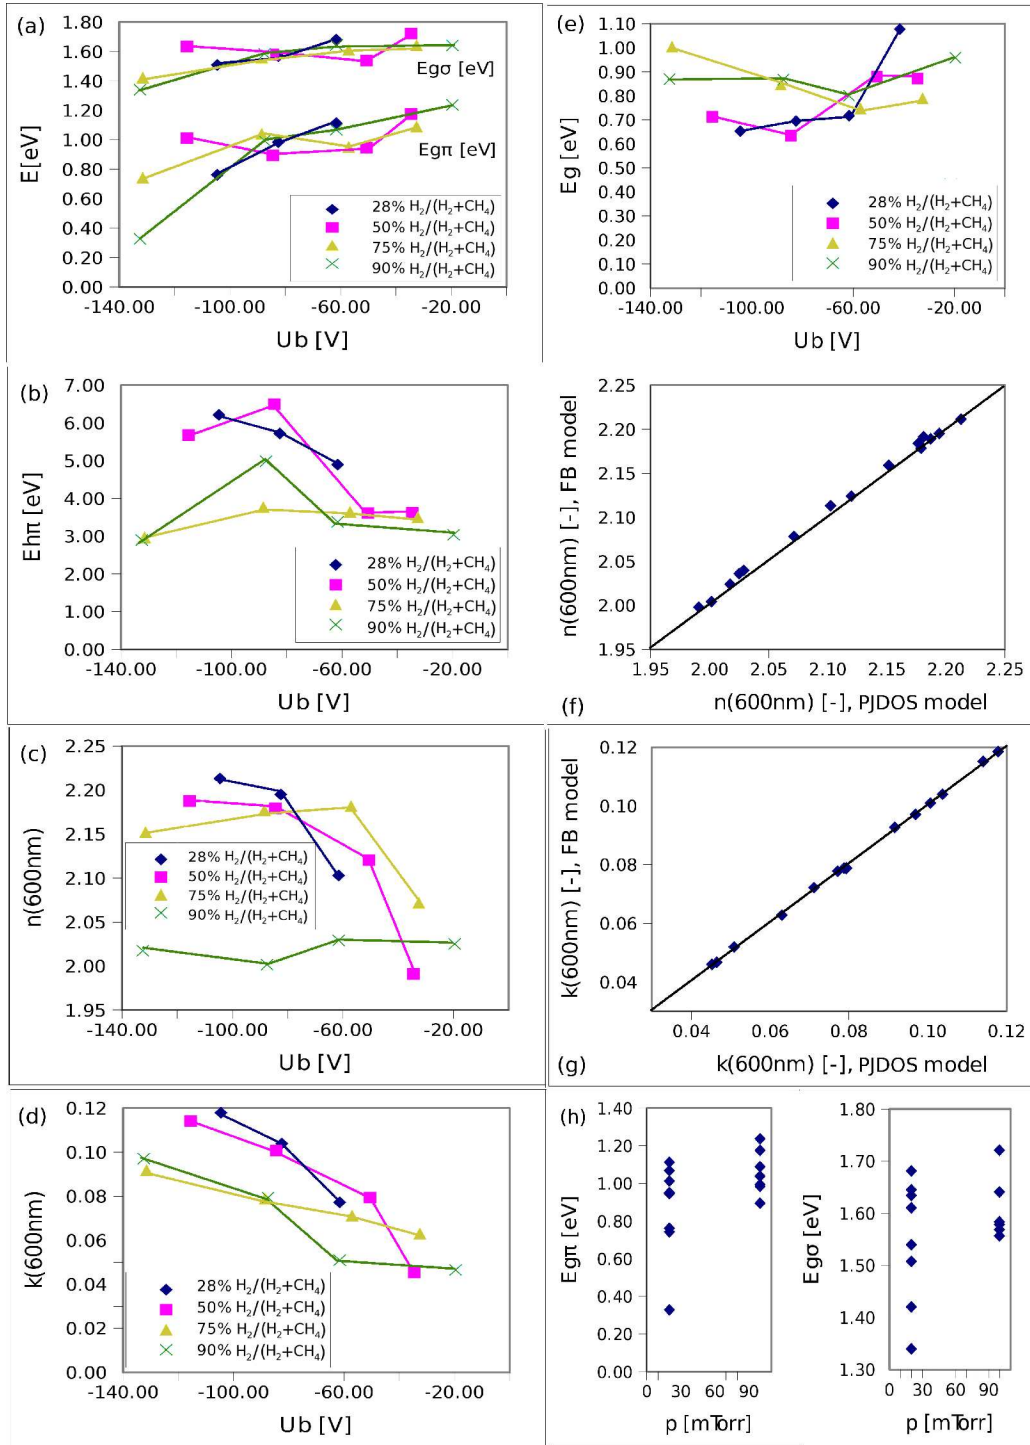 (a)
1.80
1.60
1.40
1.20
1.00
0.80
0.60
0.40
0.20
0.00
E[eV]
Egσ [eV]
Egπ [eV]
28% H₂/(H₂+CH₄)
50% H₂/(H₂+CH₄)
75% H₂/(H₂+CH₄)
90% H₂/(H₂+CH₄)
-140.00
-100.00
-60.00
-20.00
Ub [V]
(e)
1.10
1.00
0.90
0.80
0.70
0.60
0.50
0.40
0.30
0.20
0.10
0.00
Eg [eV]
28% H₂/(H₂+CH₄)
50% H₂/(H₂+CH₄)
75% H₂/(H₂+CH₄)
90% H₂/(H₂+CH₄)
-140.00
-100.00
-60.00
-20.00
Ub [V]
(b)
7.00
6.00
5.00
4.00
3.00
2.00
1.00
0.00
Ehπ [eV]
28% H₂/(H₂+CH₄)
50% H₂/(H₂+CH₄)
75% H₂/(H₂+CH₄)
90% H₂/(H₂+CH₄)
-140.00
-100.00
-60.00
-20.00
Ub [V]
2.25
2.20
2.15
2.10
2.05
2.00
1.95
n(600nm) [-], FB model
1.95
2.00
2.05
2.10
2.15
2.20
2.25
n(600nm) [-], PJDOS model
(f)
(c)
2.25
2.20
2.15
2.10
2.05
2.00
1.95
n(600nm)
28% H₂/(H₂+CH₄)
50% H₂/(H₂+CH₄)
75% H₂/(H₂+CH₄)
90% H₂/(H₂+CH₄)
-140.00
-100.00
-60.00
-20.00
Ub [V]
0.12
0.10
0.08
0.06
0.04
k(600nm) [-], FB model
0.04
0.06
0.08
0.10
0.12
k(600nm) [-], PJDOS model
(g)
(d)
0.12
0.10
0.08
0.06
0.04
0.02
0.00
k(600nm)
28% H₂/(H₂+CH₄)
50% H₂/(H₂+CH₄)
75% H₂/(H₂+CH₄)
90% H₂/(H₂+CH₄)
-140.00
-100.00
-60.00
-20.00
Ub [V]
(h)
1.40
1.20
1.00
0.80
0.60
0.40
0.20
0.00
Egπ [eV]
0
30
60
90
p [mTorr]
1.80
1.70
1.60
1.50
1.40
1.30
Egσ [eV]
0
30
60
90
p [mTorr]